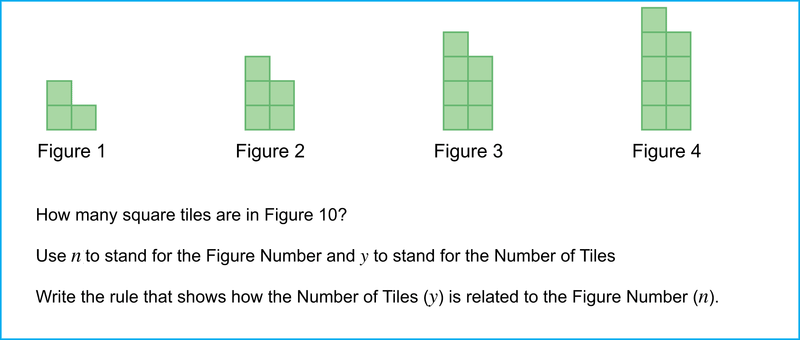 Figure 1 Figure 2 Figure 3 Figure 4
How many square tiles are in Figure 10?
Use n to stand for the Figure Number and y to stand for the Number of Tiles
Write the rule that shows how the Number of Tiles (y) is related to the Figure Number (n).